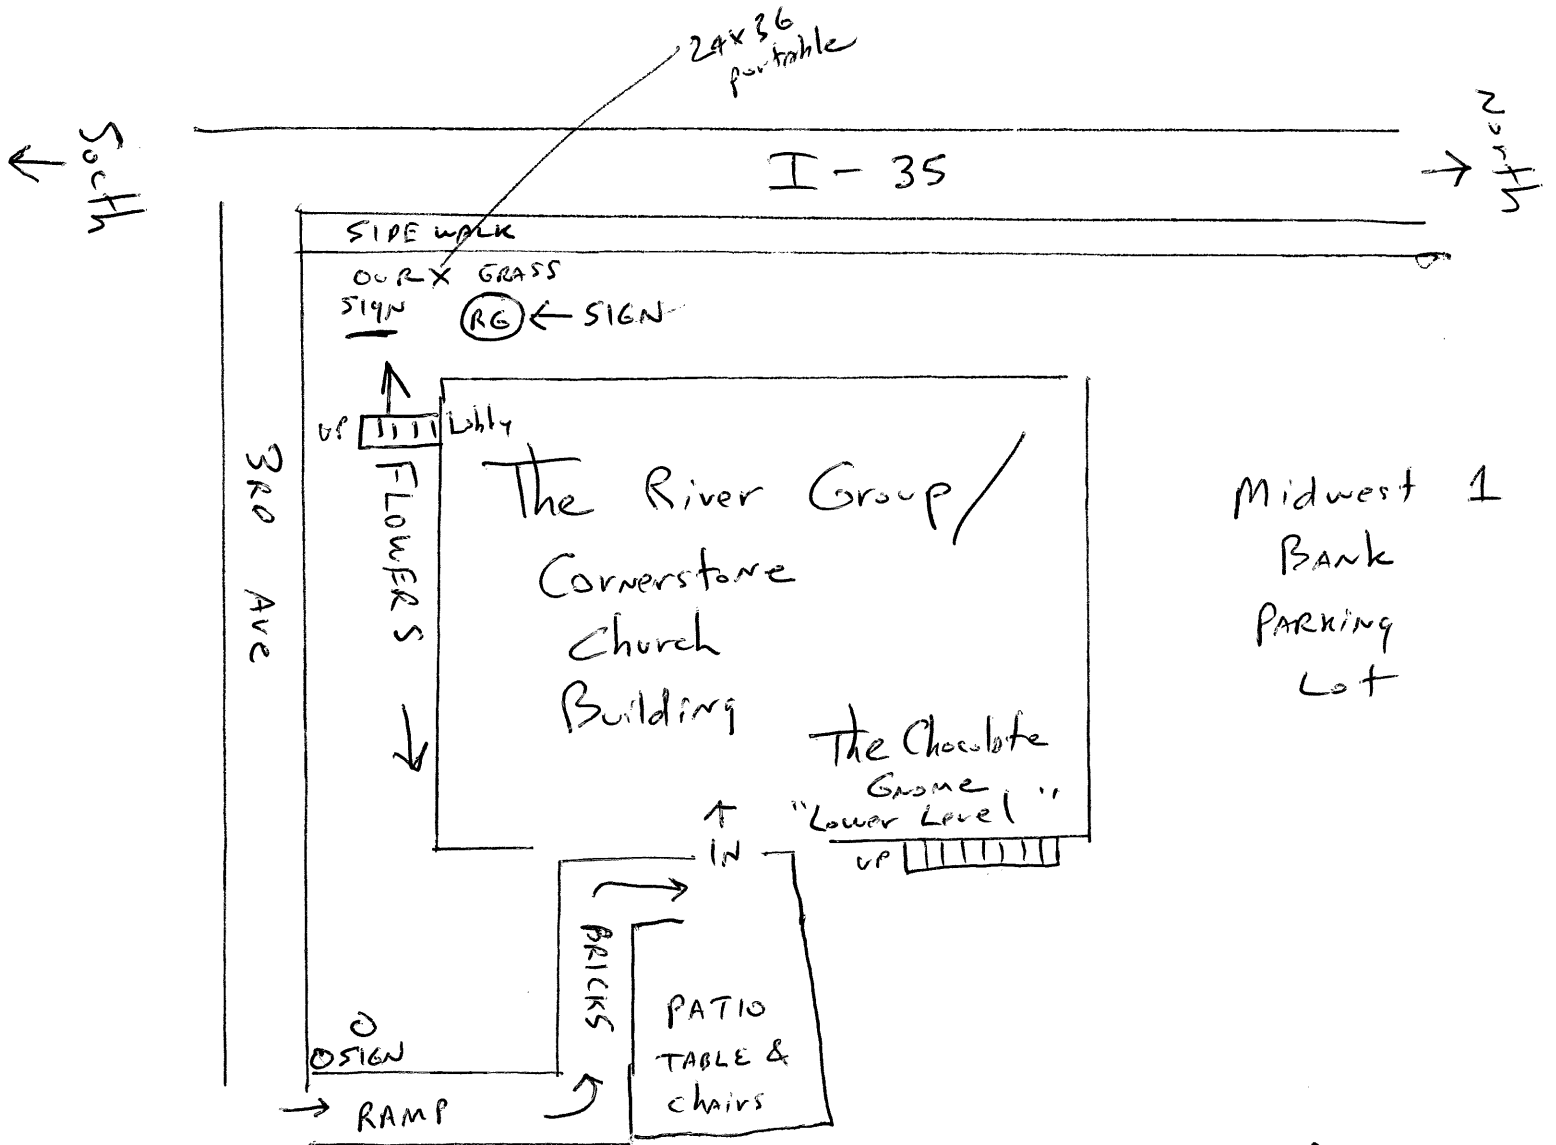 24x36
portable
South
North
I-35
SIDEWALK
OUR X GRASS
SIGN
RG ← SIGN
UP
Lobby
FLOWERS
3RD Ave
The River Group/
Cornerstone
Church
Building
Midwest 1
BANK
PARKING
Lot
The Chocolate
Gnome
"Lower Level"
IN
UP
BRICKS
PATIO
TABLE &
Chairs
SIGN
RAMP